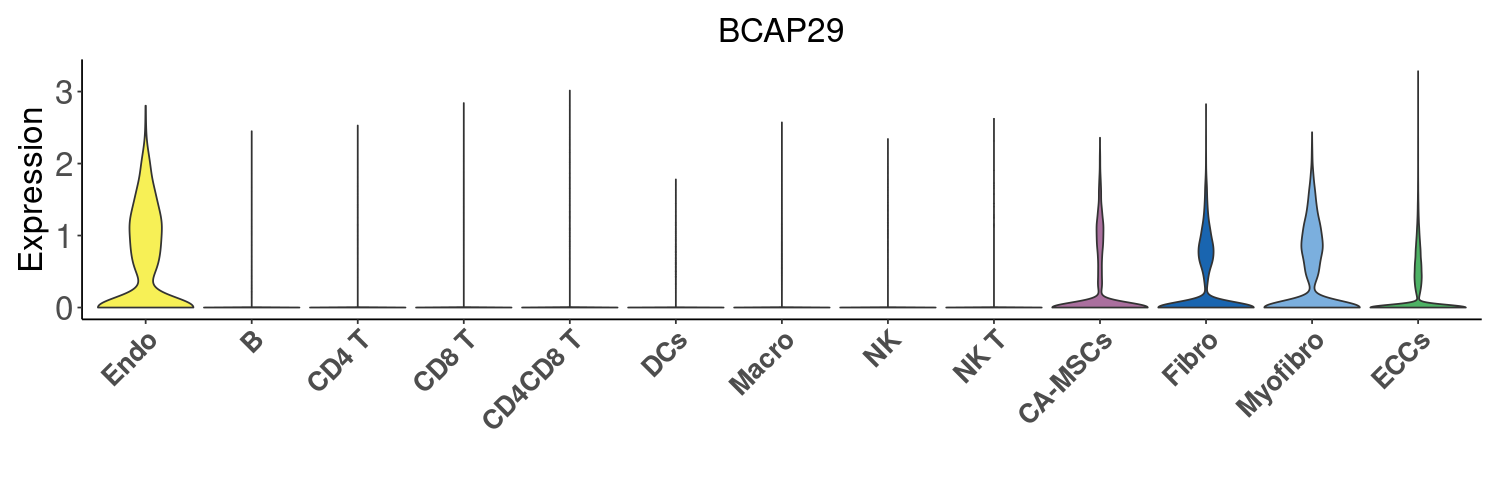 BCAP29
Expression
3
2
1
0
Endo
B
CD4 T
CD8 T
CD4CD8 T
DCs
Macro
NK
NK T
CA-MSCs
Fibro
Myofibro
ECCs